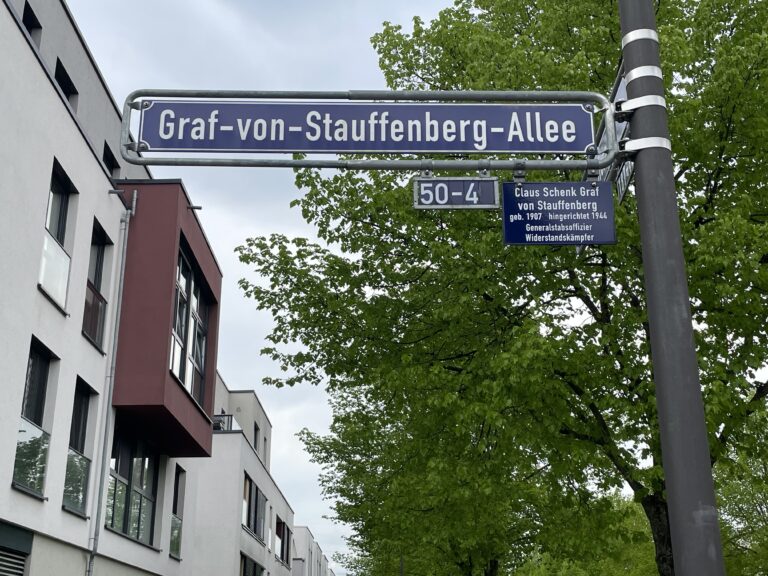 Graf-von-Stauffenberg-Allee
50-4
Claus Schenk Graf
von Stauffenberg
geb. 1907 hingerichtet 1944
Generalstabsoffizier
Widerstandskämpfer